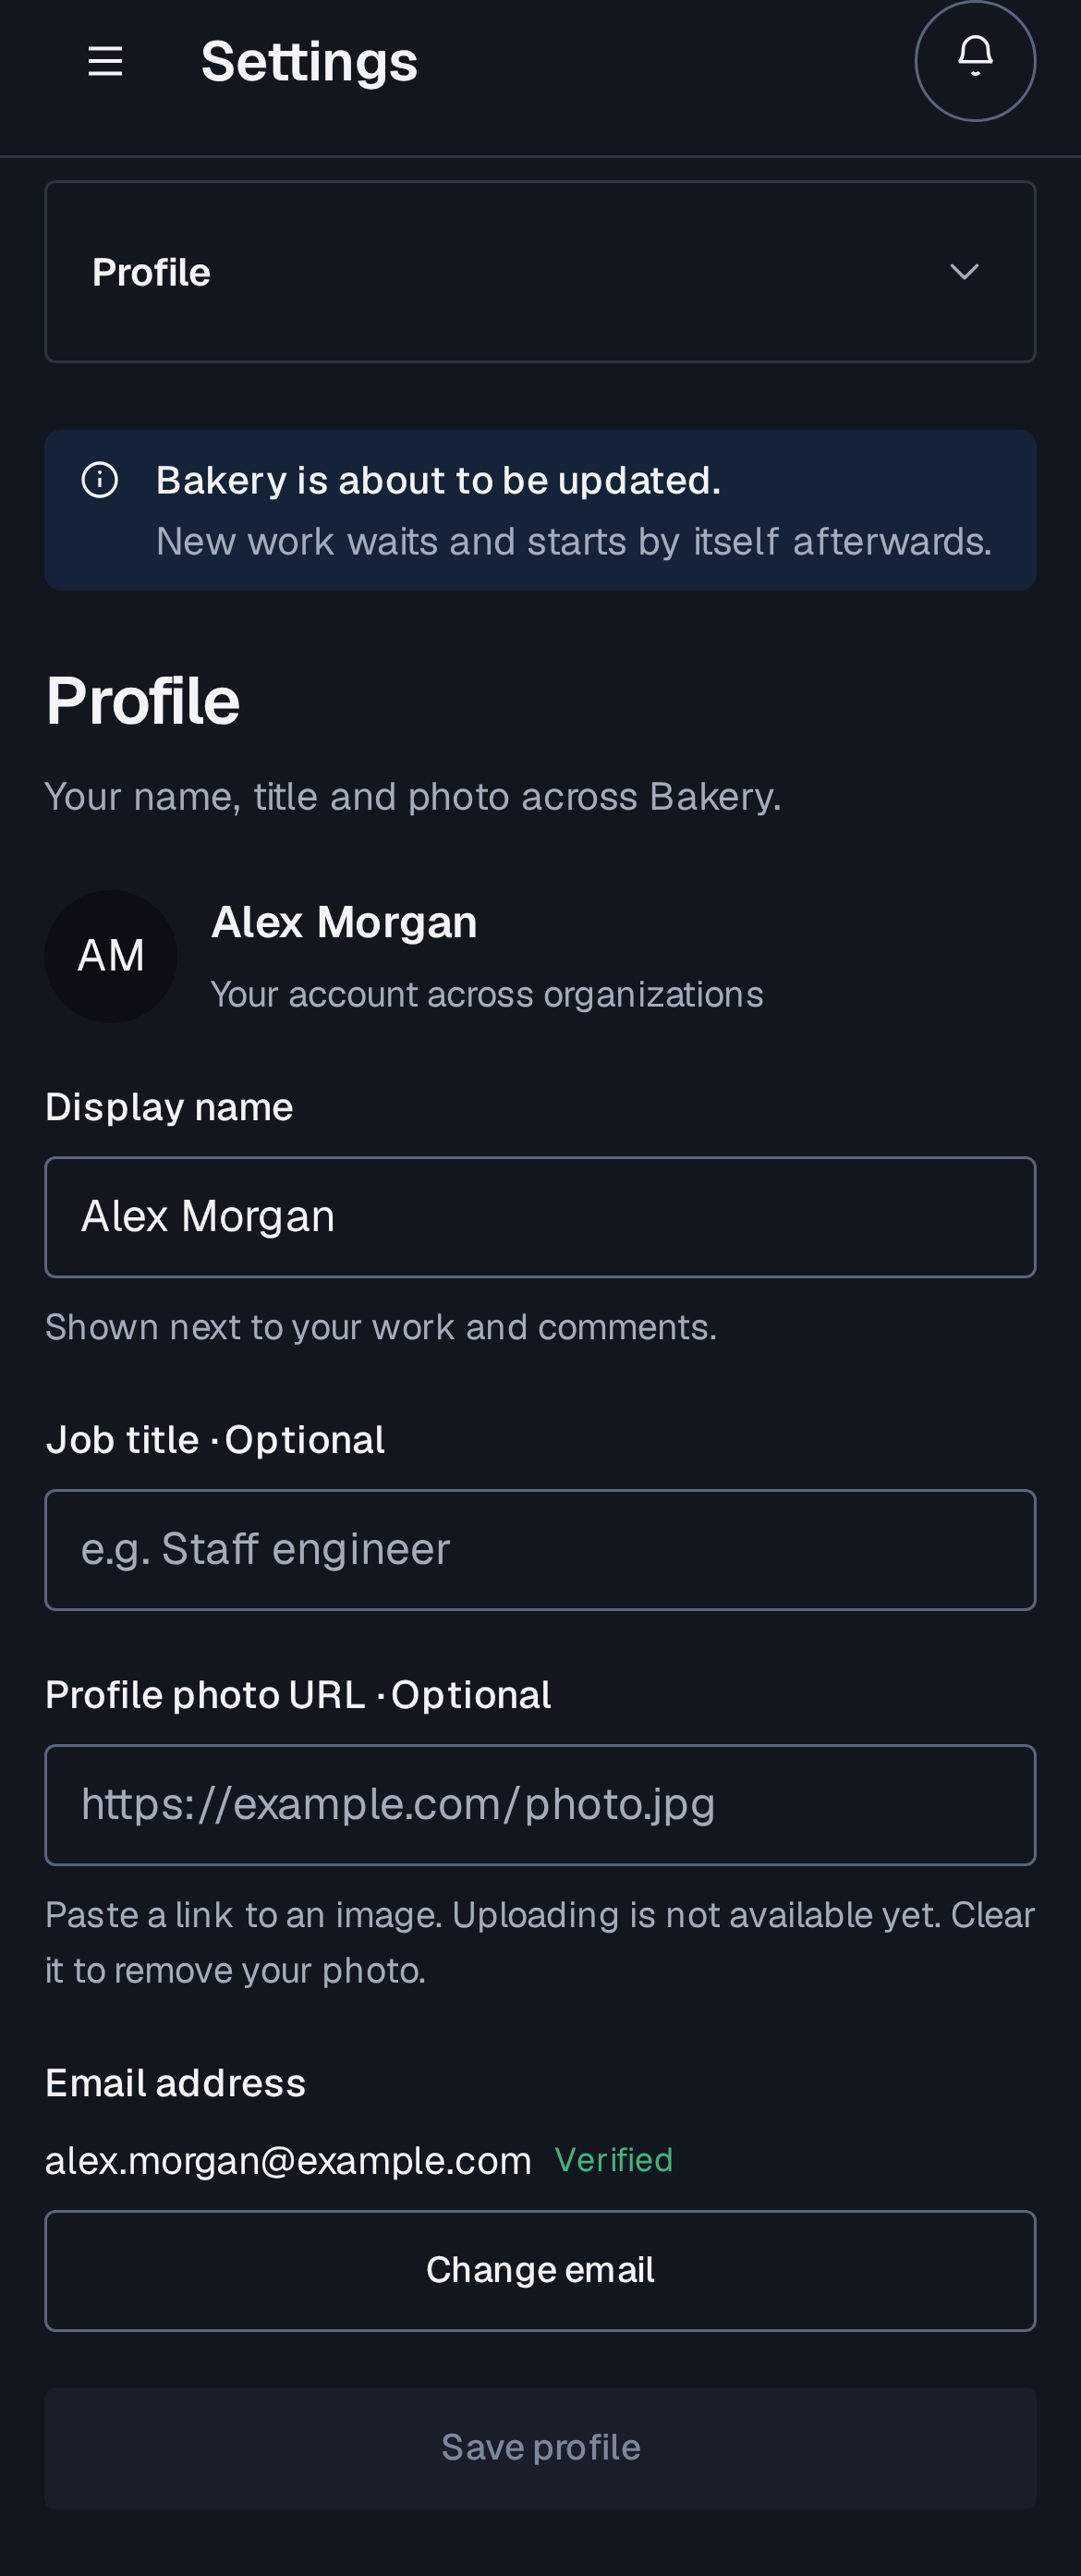 Settings
Profile
Bakery is about to be updated.
New work waits and starts by itself afterwards.
Profile
Your name, title and photo across Bakery.
AM
Alex Morgan
Your account across organizations
Display name
Alex Morgan
Shown next to your work and comments.
Job title · Optional
e.g. Staff engineer
Profile photo URL · Optional
https://example.com/photo.jpg
Paste a link to an image. Uploading is not available yet. Clear
it to remove your photo.
Email address
alex.morgan@example.com Verified
Change email
Save profile